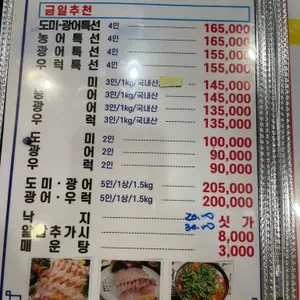 금일추천
도미·광어특선 4인 165,000
농어특선 4인 165,000
광어특선 4인 155,000
우럭특선 4인 155,000
도미 3인/1kg/국내산 145,000
농어 3인/1kg/국내산 145,000
광어 3인/1kg/국내산 135,000
우럭 3인/1kg/국내산 135,000
도미 2인 100,000
광어 2인 90,000
우럭 2인 90,000
도미·광어 5인/1상/1.5kg 205,000
광어·우럭 5인/1상/1.5kg 200,000
낙지 싯가
알추가시 8,000
매운탕 3,000